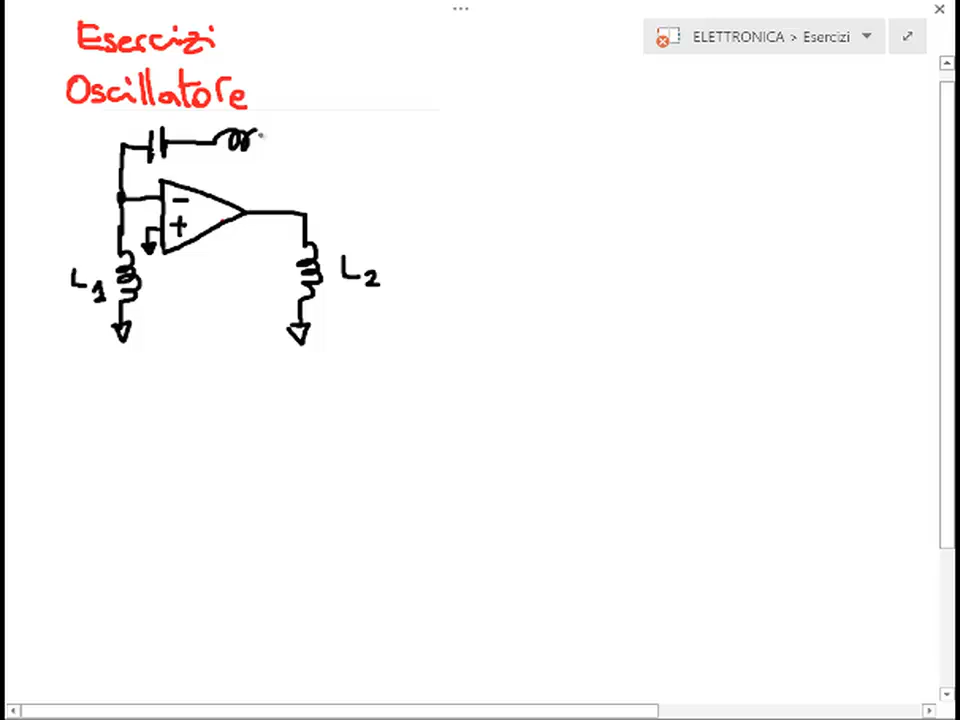 Esercizi
ELETTRONICA > Esercizi
Oscillatore
−
+
L1
L2